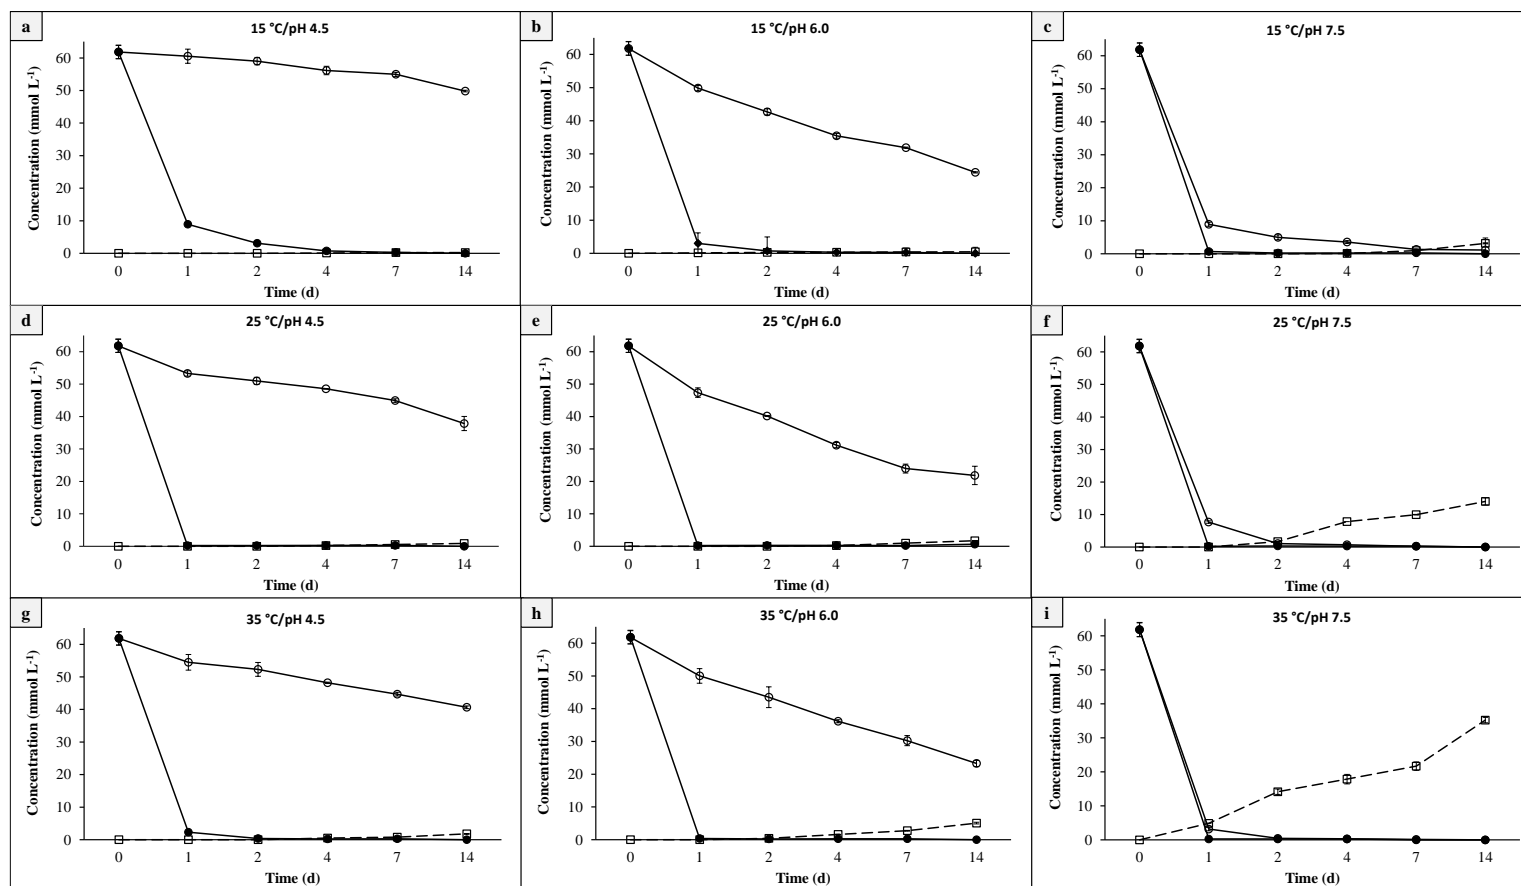 a
15 °C/pH 4.5
Concentration (mmol L-1)
60
50
40
30
20
10
0
0 1 2 4 7 14
Time (d)
b
15 °C/pH 6.0
Concentration (mmol L-1)
60
50
40
30
20
10
0
0 1 2 4 7 14
Time (d)
c
15 °C/pH 7.5
Concentration (mmol L-1)
60
50
40
30
20
10
0
0 1 2 4 7 14
Time (d)
d
25 °C/pH 4.5
Concentration (mmol L-1)
60
50
40
30
20
10
0
0 1 2 4 7 14
Time (d)
e
25 °C/pH 6.0
Concentration (mmol L-1)
60
50
40
30
20
10
0
0 1 2 4 7 14
Time (d)
f
25 °C/pH 7.5
Concentration (mmol L-1)
60
50
40
30
20
10
0
0 1 2 4 7 14
Time (d)
g
35 °C/pH 4.5
Concentration (mmol L-1)
60
50
40
30
20
10
0
0 1 2 4 7 14
Time (d)
h
35 °C/pH 6.0
Concentration (mmol L-1)
60
50
40
30
20
10
0
0 1 2 4 7 14
Time (d)
i
35 °C/pH 7.5
Concentration (mmol L-1)
60
50
40
30
20
10
0
0 1 2 4 7 14
Time (d)